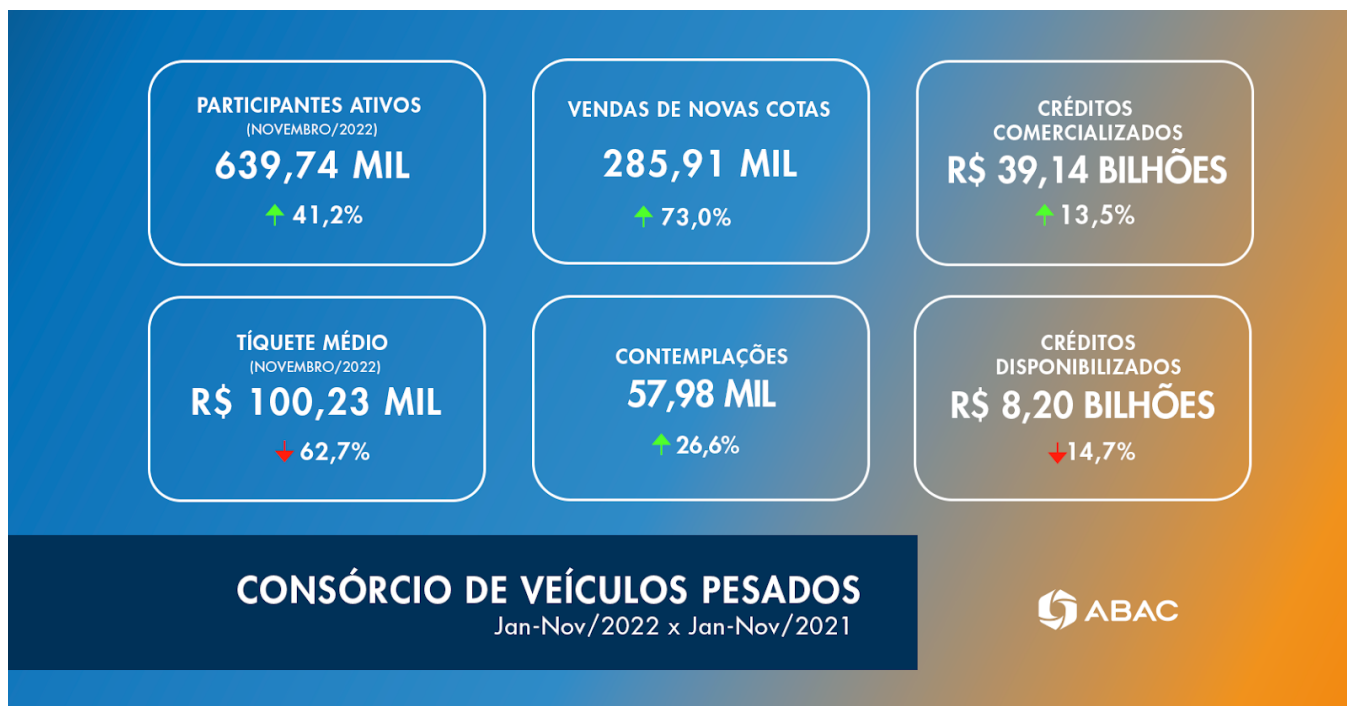 PARTICIPANTES ATIVOS
(NOVEMBRO/2022)
639,74 MIL
41,2%
VENDAS DE NOVAS COTAS
285,91 MIL
73,0%
CRÉDITOS
COMERCIALIZADOS
R$ 39,14 BILHÕES
13,5%
TÍQUETE MÉDIO
(NOVEMBRO/2022)
R$ 100,23 MIL
62,7%
CONTEMPLAÇÕES
57,98 MIL
26,6%
CRÉDITOS
DISPONIBILIZADOS
R$ 8,20 BILHÕES
14,7%
CONSÓRCIO DE VEÍCULOS PESADOS
Jan-Nov/2022 x Jan-Nov/2021
ABAC